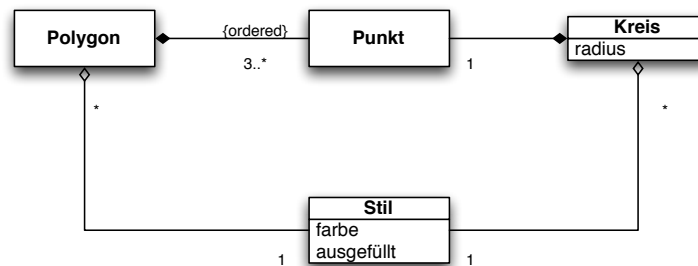 Polygon
{ordered}
3..*
Punkt
1
Kreis
radius
*
*
Stil
farbe
ausgefüllt
1
1